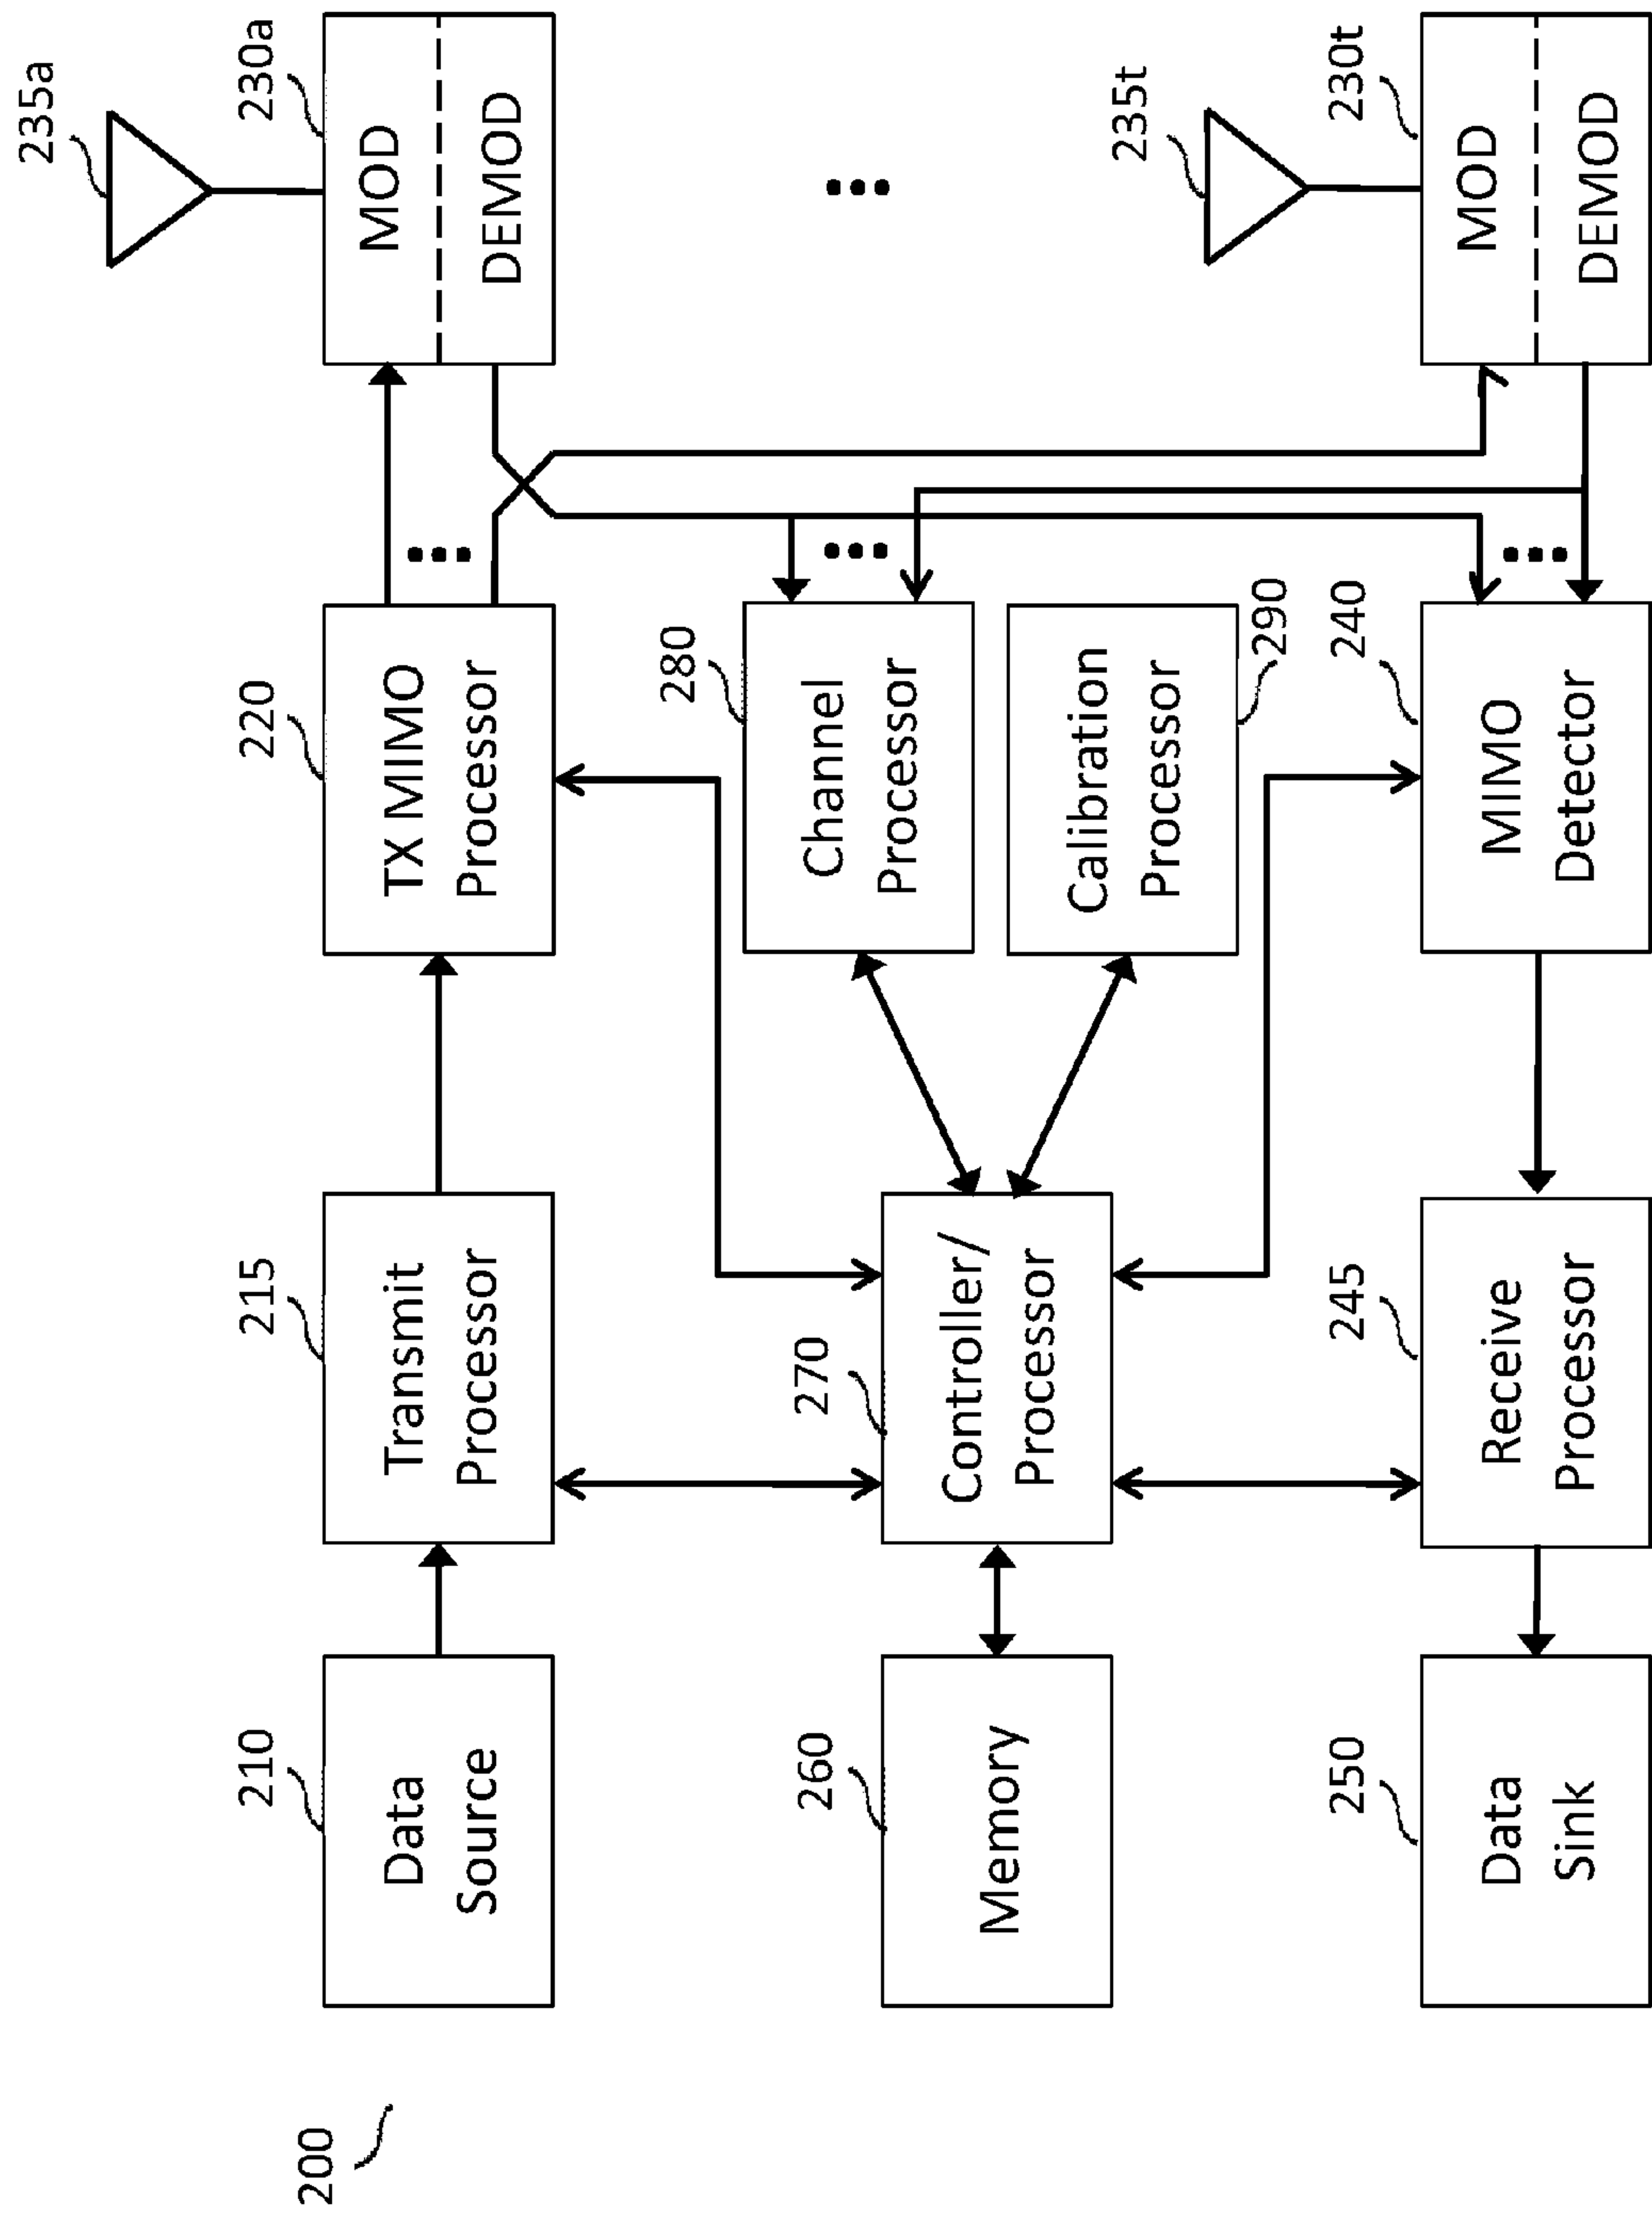 200
210
Data
Source
215
Transmit
Processor
220
TX MIMO
Processor
230a
MOD
DEMOD
235a
260
Memory
270
Controller/
Processor
280
Channel
Processor
290
Calibration
Processor
250
Data
Sink
245
Receive
Processor
240
MIMO
Detector
230t
MOD
DEMOD
235t